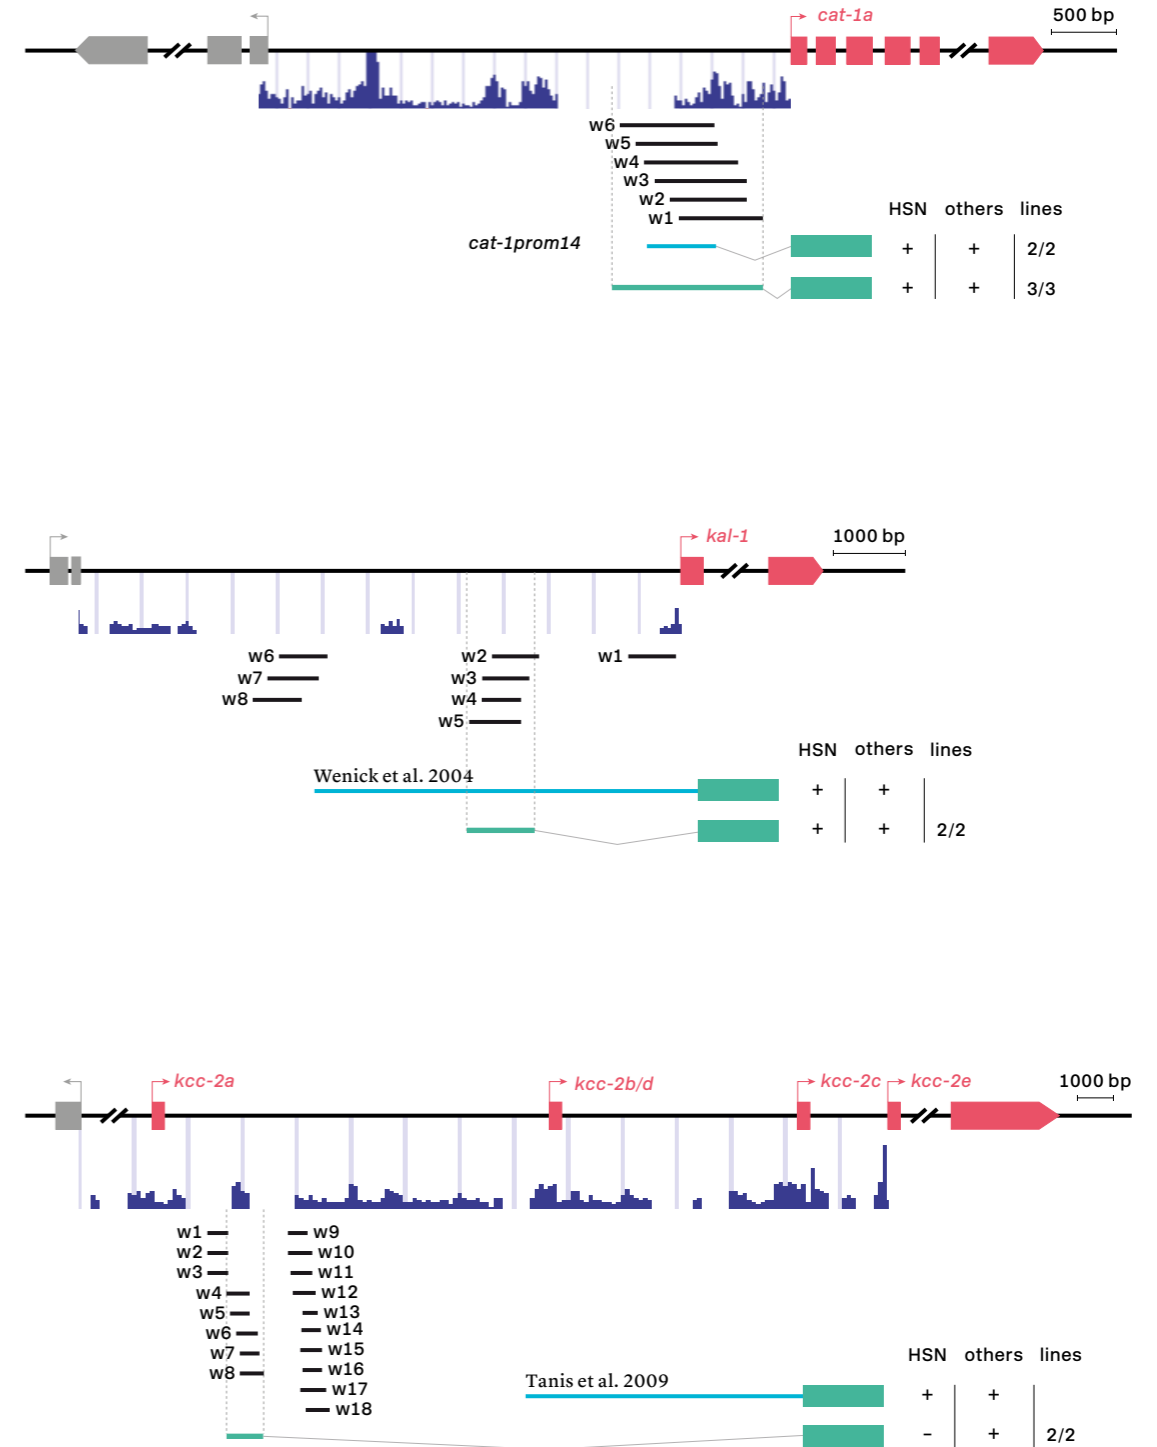 cat-1a
500 bp
w6
w5
w4
w3
w2
w1
HSN others lines
cat-1prom14
+ + 2/2
+ + 3/3
kal-1
1000 bp
w6 w2 w1
w7 w3
w8 w4
w5
HSN others lines
Wenick et al. 2004
+ +
+ + 2/2
kcc-2a
kcc-2b/d
kcc-2c
kcc-2e
1000 bp
w1 w9
w2 w10
w3 w11
w4 w12
w5 w13
w6 w14
w7 w15
w8 w16
w17
w18
HSN others lines
Tanis et al. 2009
+ +
- + 2/2